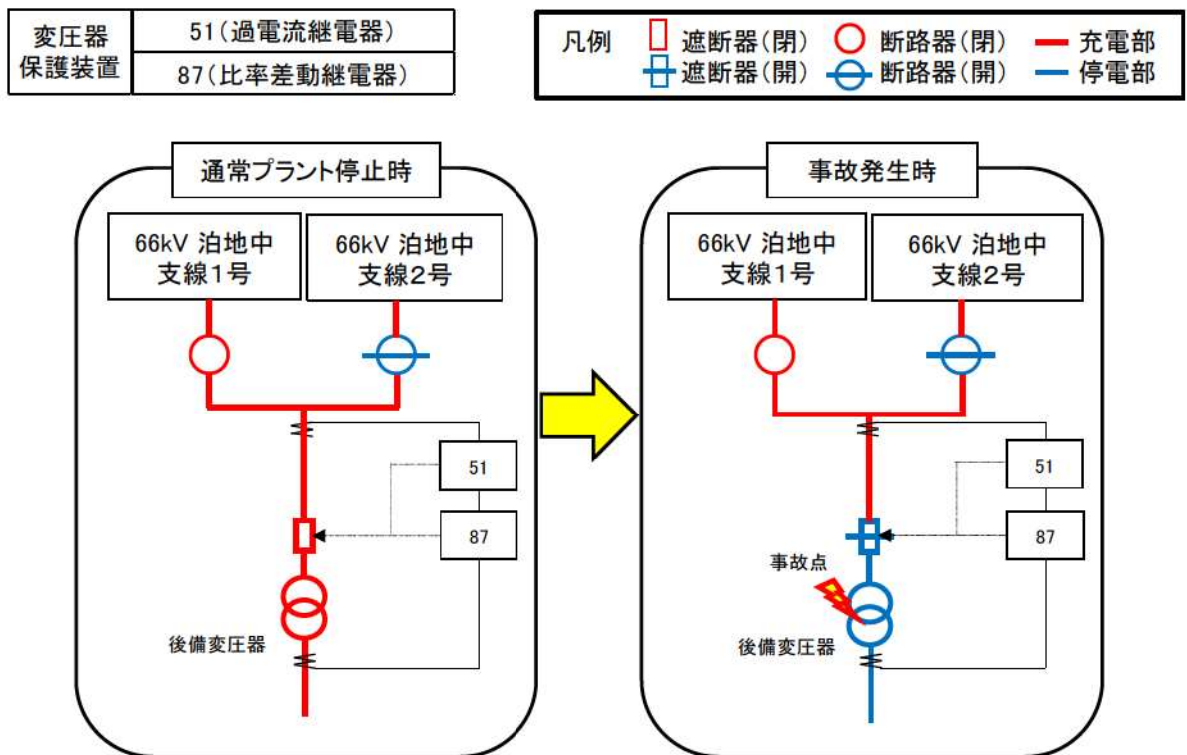 変圧器
保護装置
51(過電流継電器)
87(比率差動継電器)
凡例
遮断器(閉)
断路器(閉)
充電部
遮断器(開)
断路器(開)
停電部
通常プラント停止時
66kV 泊地中
支線1号
66kV 泊地中
支線2号
51
87
後備変圧器
事故発生時
66kV 泊地中
支線1号
66kV 泊地中
支線2号
51
87
事故点
後備変圧器